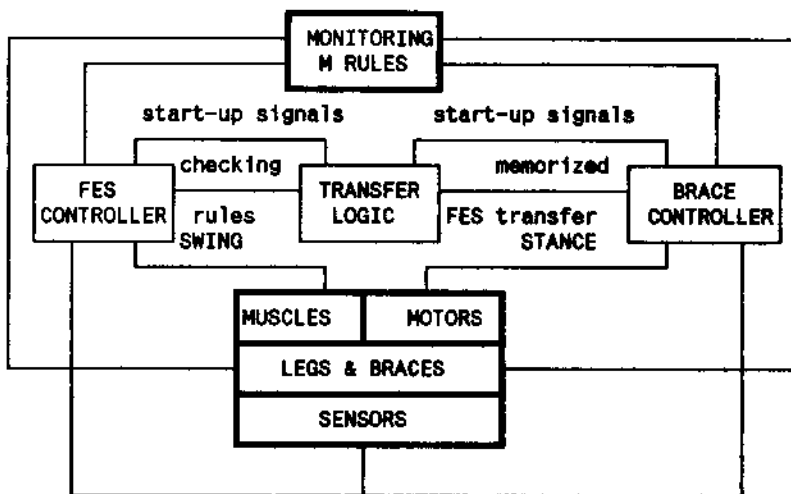 MONITORING
M RULES
start-up signals
start-up signals
checking
memorized
FES
CONTROLLER
TRANSFER
LOGIC
BRACE
CONTROLLER
rules
SWING
FES transfer
STANCE
MUSCLES
MOTORS
LEGS & BRACES
SENSORS